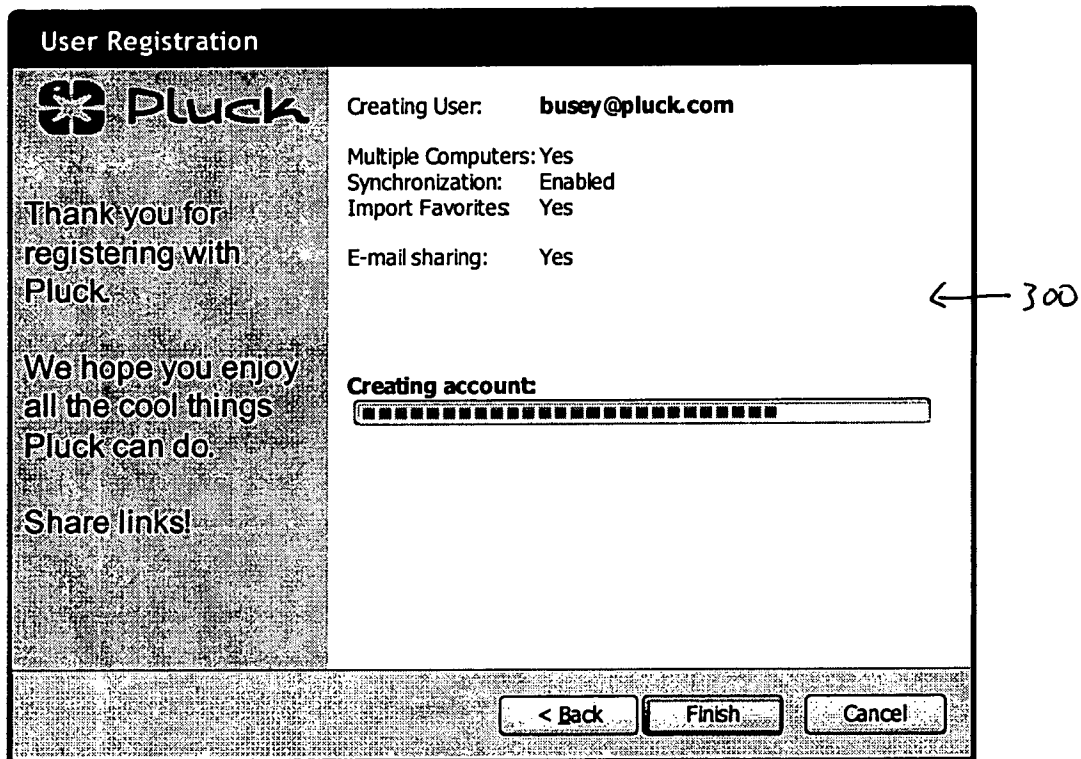 User Registration
Pluck
Thank you for
registering with
Pluck.
We hope you enjoy
all the cool things
Pluck can do.
Share links!
Creating User: busey@pluck.com
Multiple Computers: Yes
Synchronization: Enabled
Import Favorites: Yes
E-mail sharing: Yes
Creating account:
300
< Back Finish Cancel